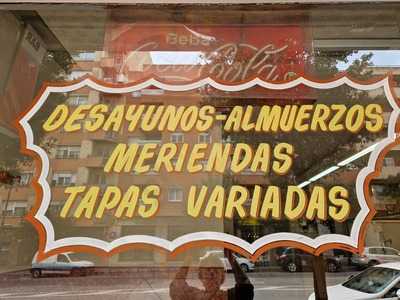 Beba
Coca-Cola
DESAYUNOS-ALMUERZOS
MERIENDAS
TAPAS VARIADAS